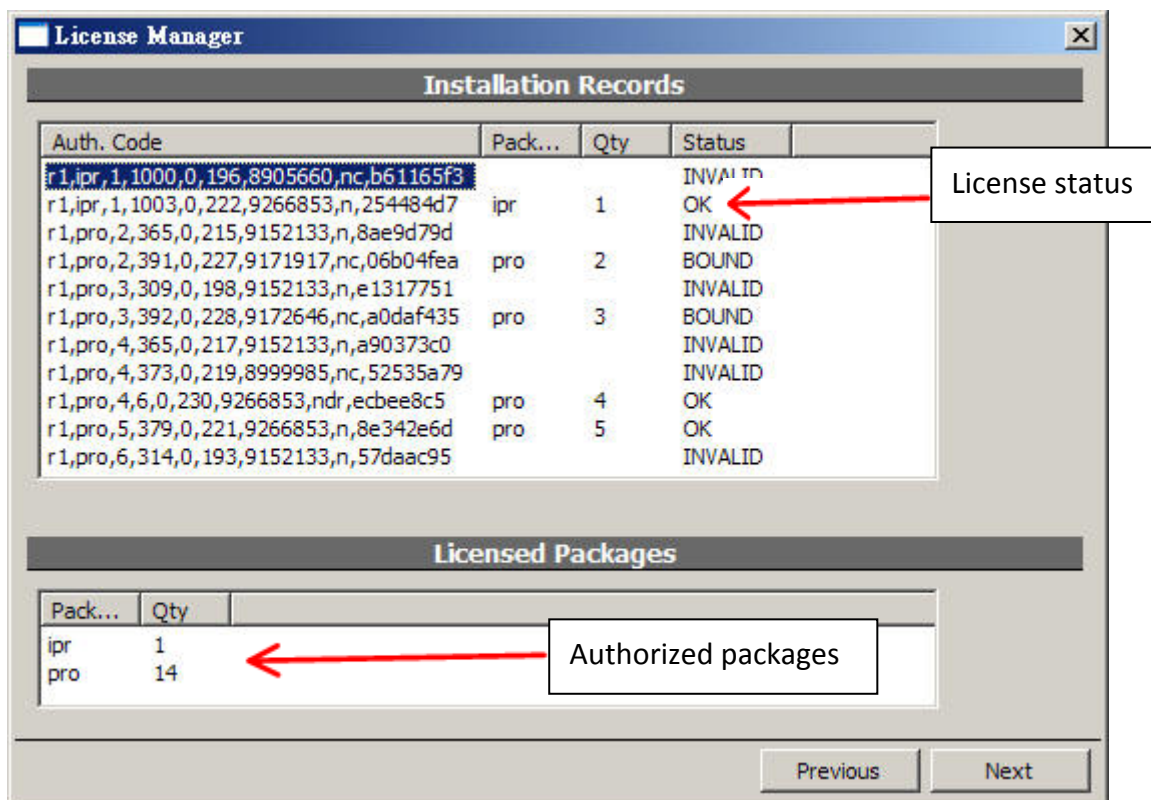 License Manager
Installation Records
Auth. Code Pack... Qty Status
r1,ipr,1,1000,0,196,8905660,nc,b61165f3 INVALID
r1,ipr,1,1003,0,222,9266853,n,254484d7 ipr 1 OK
License status
r1,pro,2,365,0,215,9152133,n,8ae9d79d INVALID
r1,pro,2,391,0,227,9171917,nc,06b04fea pro 2 BOUND
r1,pro,3,309,0,198,9152133,n,e1317751 INVALID
r1,pro,3,392,0,228,9172646,nc,a0daf435 pro 3 BOUND
r1,pro,4,365,0,217,9152133,n,a90373c0 INVALID
r1,pro,4,373,0,219,8999985,nc,52535a79 INVALID
r1,pro,4,6,0,230,9266853,ndr,ecbee8c5 pro 4 OK
r1,pro,5,379,0,221,9266853,n,8e342e6d pro 5 OK
r1,pro,6,314,0,193,9152133,n,57daac95 INVALID
Licensed Packages
Pack... Qty
ipr 1
pro 14
Authorized packages
Previous Next